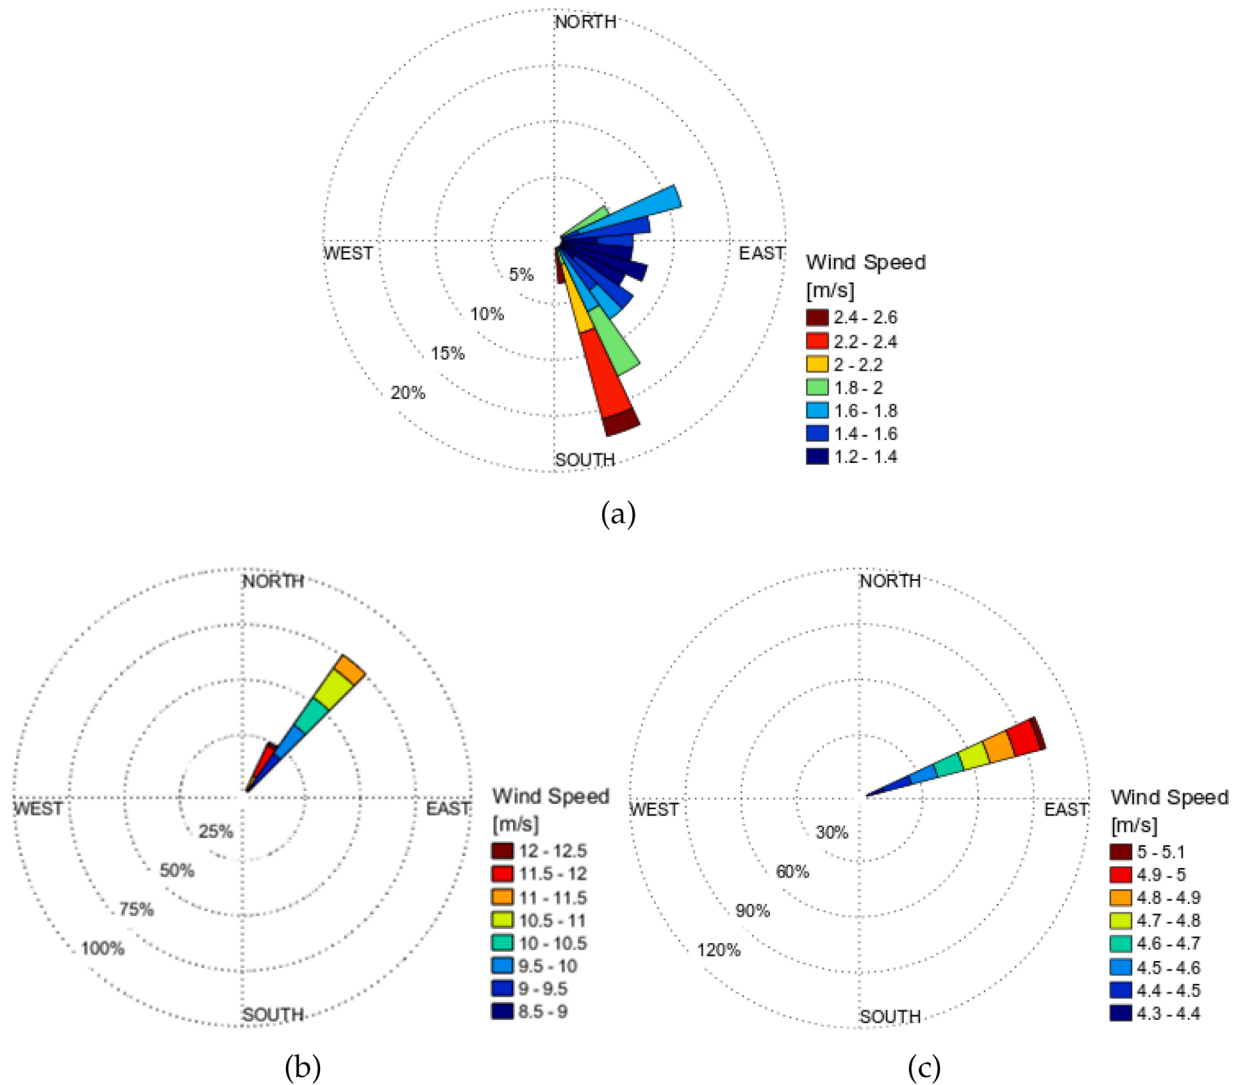 NORTH
WEST
EAST
5%
10%
15%
20%
SOUTH
Wind Speed
[m/s]
2.4 - 2.6
2.2 - 2.4
2 - 2.2
1.8 - 2
1.6 - 1.8
1.4 - 1.6
1.2 - 1.4
(a)
NORTH
WEST
EAST
25%
50%
75%
100%
SOUTH
Wind Speed
[m/s]
12 - 12.5
11.5 - 12
11 - 11.5
10.5 - 11
10 - 10.5
9.5 - 10
9 - 9.5
8.5 - 9
(b)
NORTH
WEST
EAST
30%
60%
90%
120%
SOUTH
Wind Speed
[m/s]
5 - 5.1
4.9 - 5
4.8 - 4.9
4.7 - 4.8
4.6 - 4.7
4.5 - 4.6
4.4 - 4.5
4.3 - 4.4
(c)